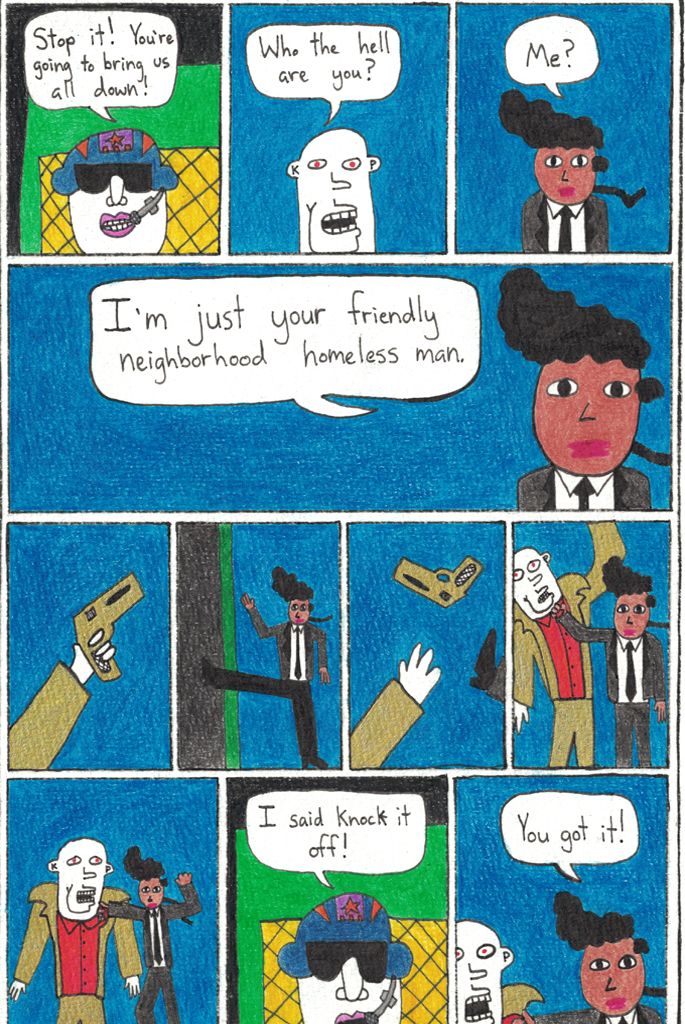 Stop it! You're
going to bring us
all down!
Who the hell
are you?
K P
Me?
I'm just your friendly
neighborhood homeless man.
K P
I said knock it
off!
You got it!
P